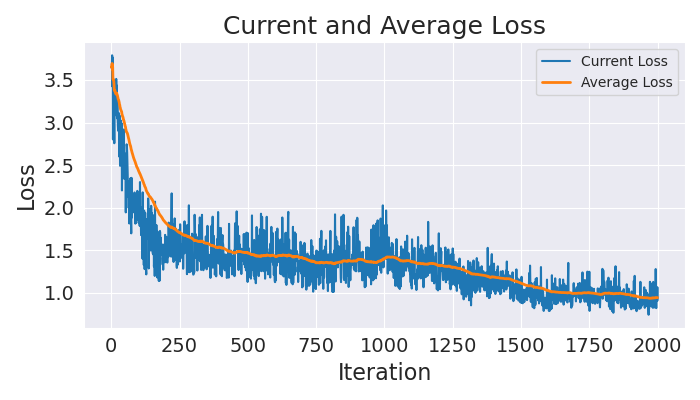 Current and Average Loss
Current Loss
Average Loss
Loss
3.5
3.0
2.5
2.0
1.5
1.0
0 250 500 750 1000 1250 1500 1750 2000
Iteration